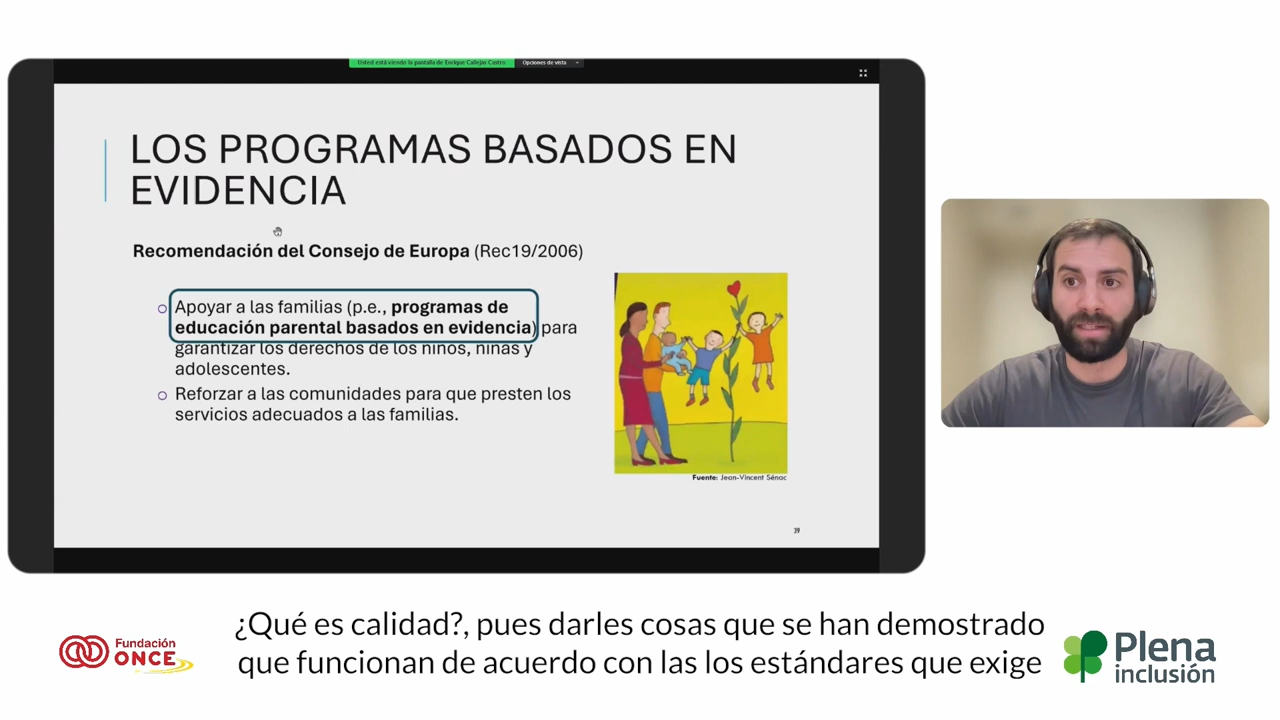 Usted está viendo la pantalla de Enrique Callejas Castro
Opciones de vista
LOS PROGRAMAS BASADOS EN
EVIDENCIA
Recomendación del Consejo de Europa (Rec19/2006)
Apoyar a las familias (p.e., programas de
educación parental basados en evidencia) para
garantizar los derechos de los niños, niñas y
adolescentes.
Reforzar a las comunidades para que presten los
servicios adecuados a las familias.
Fuente: Jean-Vincent Sénac
39
¿Qué es calidad?, pues darles cosas que se han demostrado
que funcionan de acuerdo con las los estándares que exige
Fundación
ONCE
Plena
inclusión